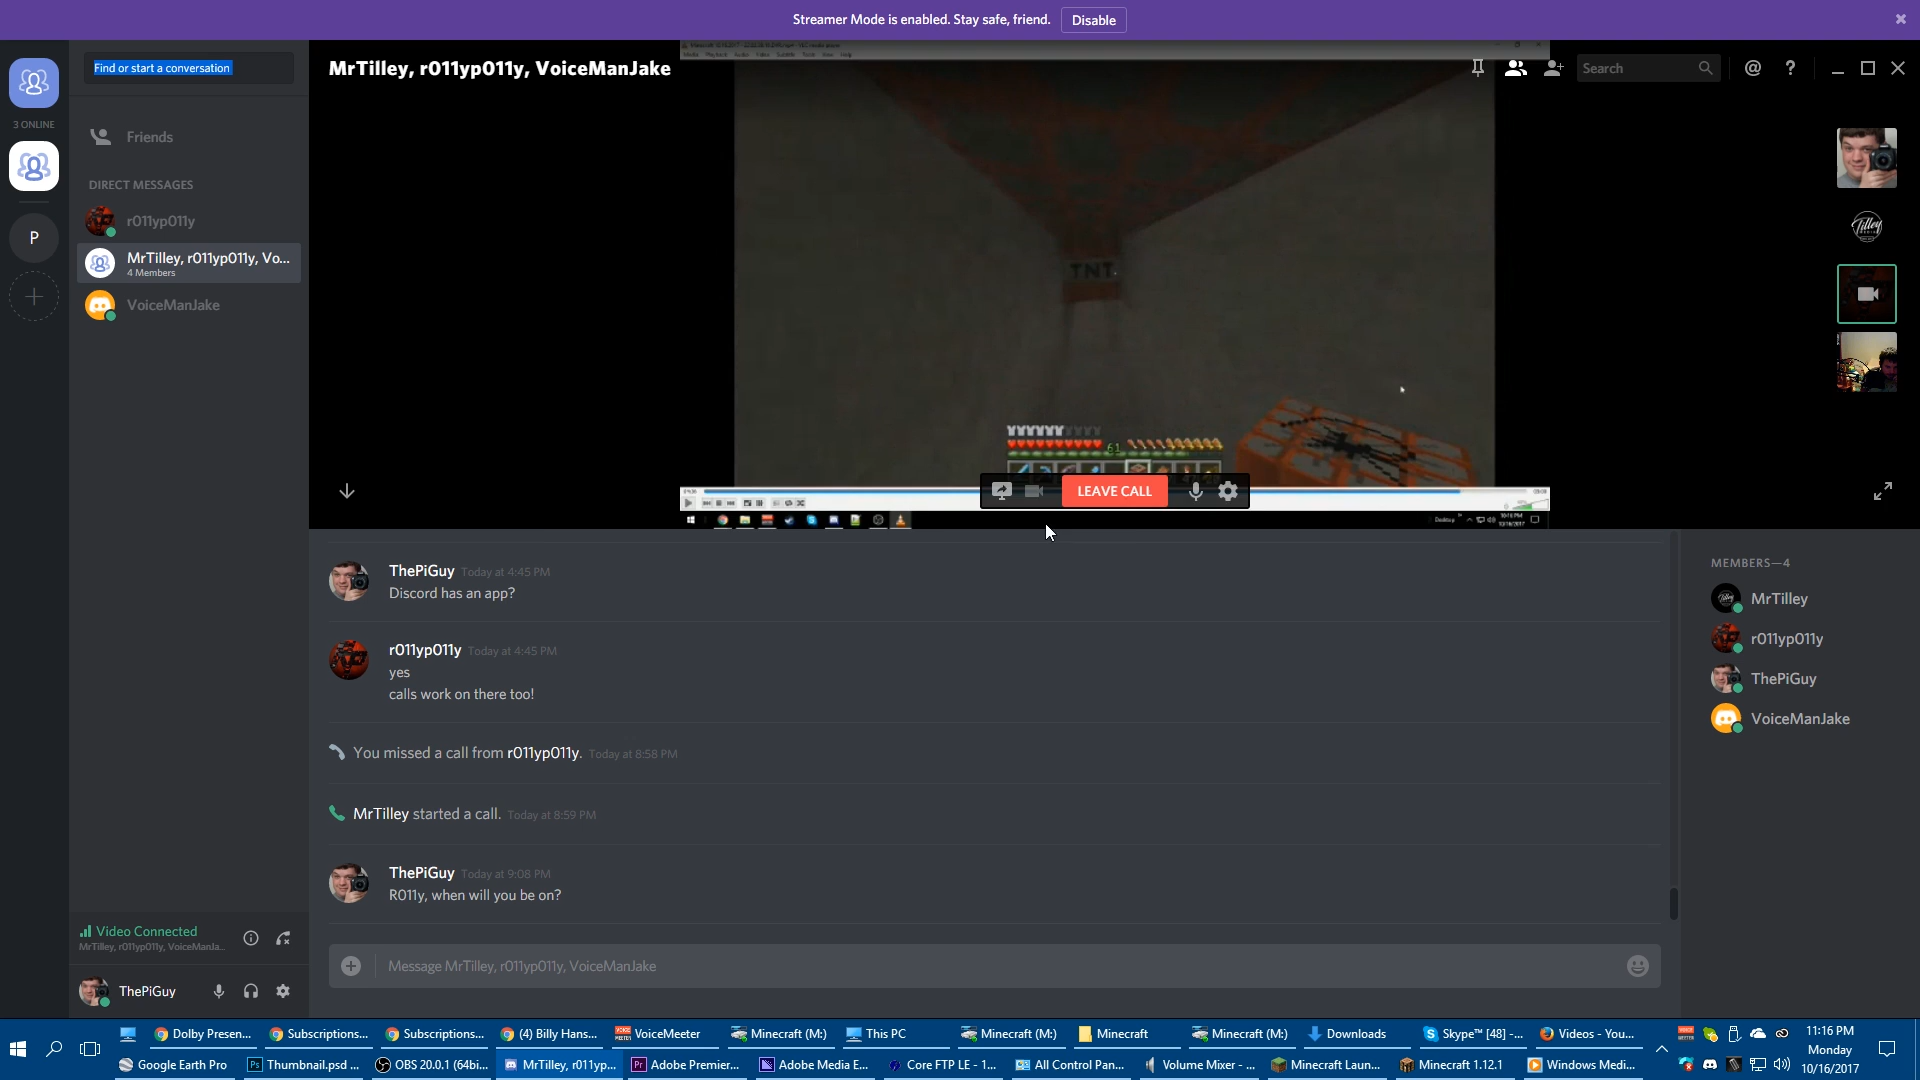 Streamer Mode is enabled. Stay safe, friend.
Disable
Find or start a conversation
MrTilley, r011yp011y, VoiceManJake
Search
3 ONLINE
Friends
DIRECT MESSAGES
r011yp011y
MrTilley, r011yp011y, Vo...
4 Members
VoiceManJake
P
TNT
61
LEAVE CALL
ThePiGuy Today at 4:45 PM
Discord has an app?
r011yp011y Today at 4:45 PM
yes
calls work on there too!
You missed a call from r011yp011y. Today at 8:58 PM
MrTilley started a call. Today at 8:59 PM
ThePiGuy Today at 9:08 PM
R011y, when will you be on?
Message MrTilley, r011yp011y, VoiceManJake
MEMBERS—4
MrTilley
r011yp011y
ThePiGuy
VoiceManJake
Video Connected
MrTilley, r011yp011y, VoiceManJa...
ThePiGuy
Dolby Presen...
Subscriptions...
Subscriptions...
(4) Billy Hans...
VoiceMeeter
Minecraft (M:)
This PC
Minecraft (M:)
Minecraft
Minecraft (M:)
Downloads
Skype™ [48] -...
Videos - You...
Google Earth Pro
Thumbnail.psd ...
OBS 20.0.1 (64bi...
MrTilley, r011yp...
Adobe Premier...
Adobe Media E...
Core FTP LE - 1...
All Control Pan...
Volume Mixer - ...
Minecraft Laun...
Minecraft 1.12.1
Windows Medi...
11:16 PM
Monday
10/16/2017